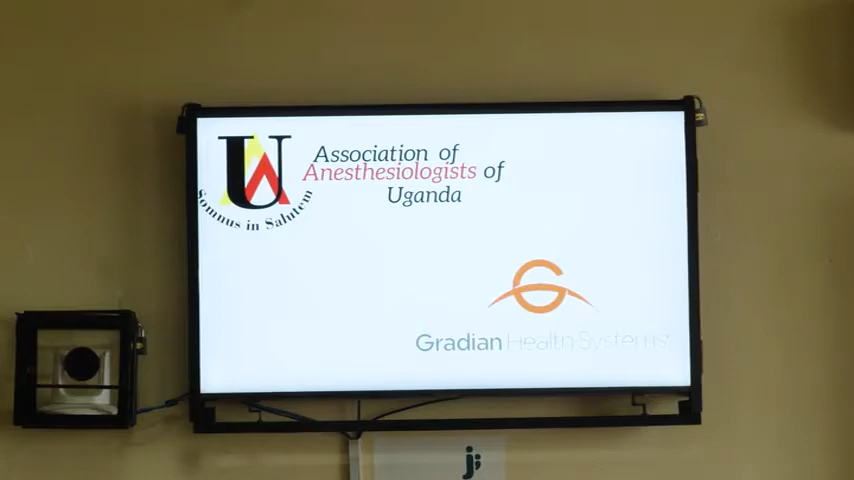 U
Somnus in Salutem
Association of
Anesthesiologists of
Uganda
G
Gradian Health Systems